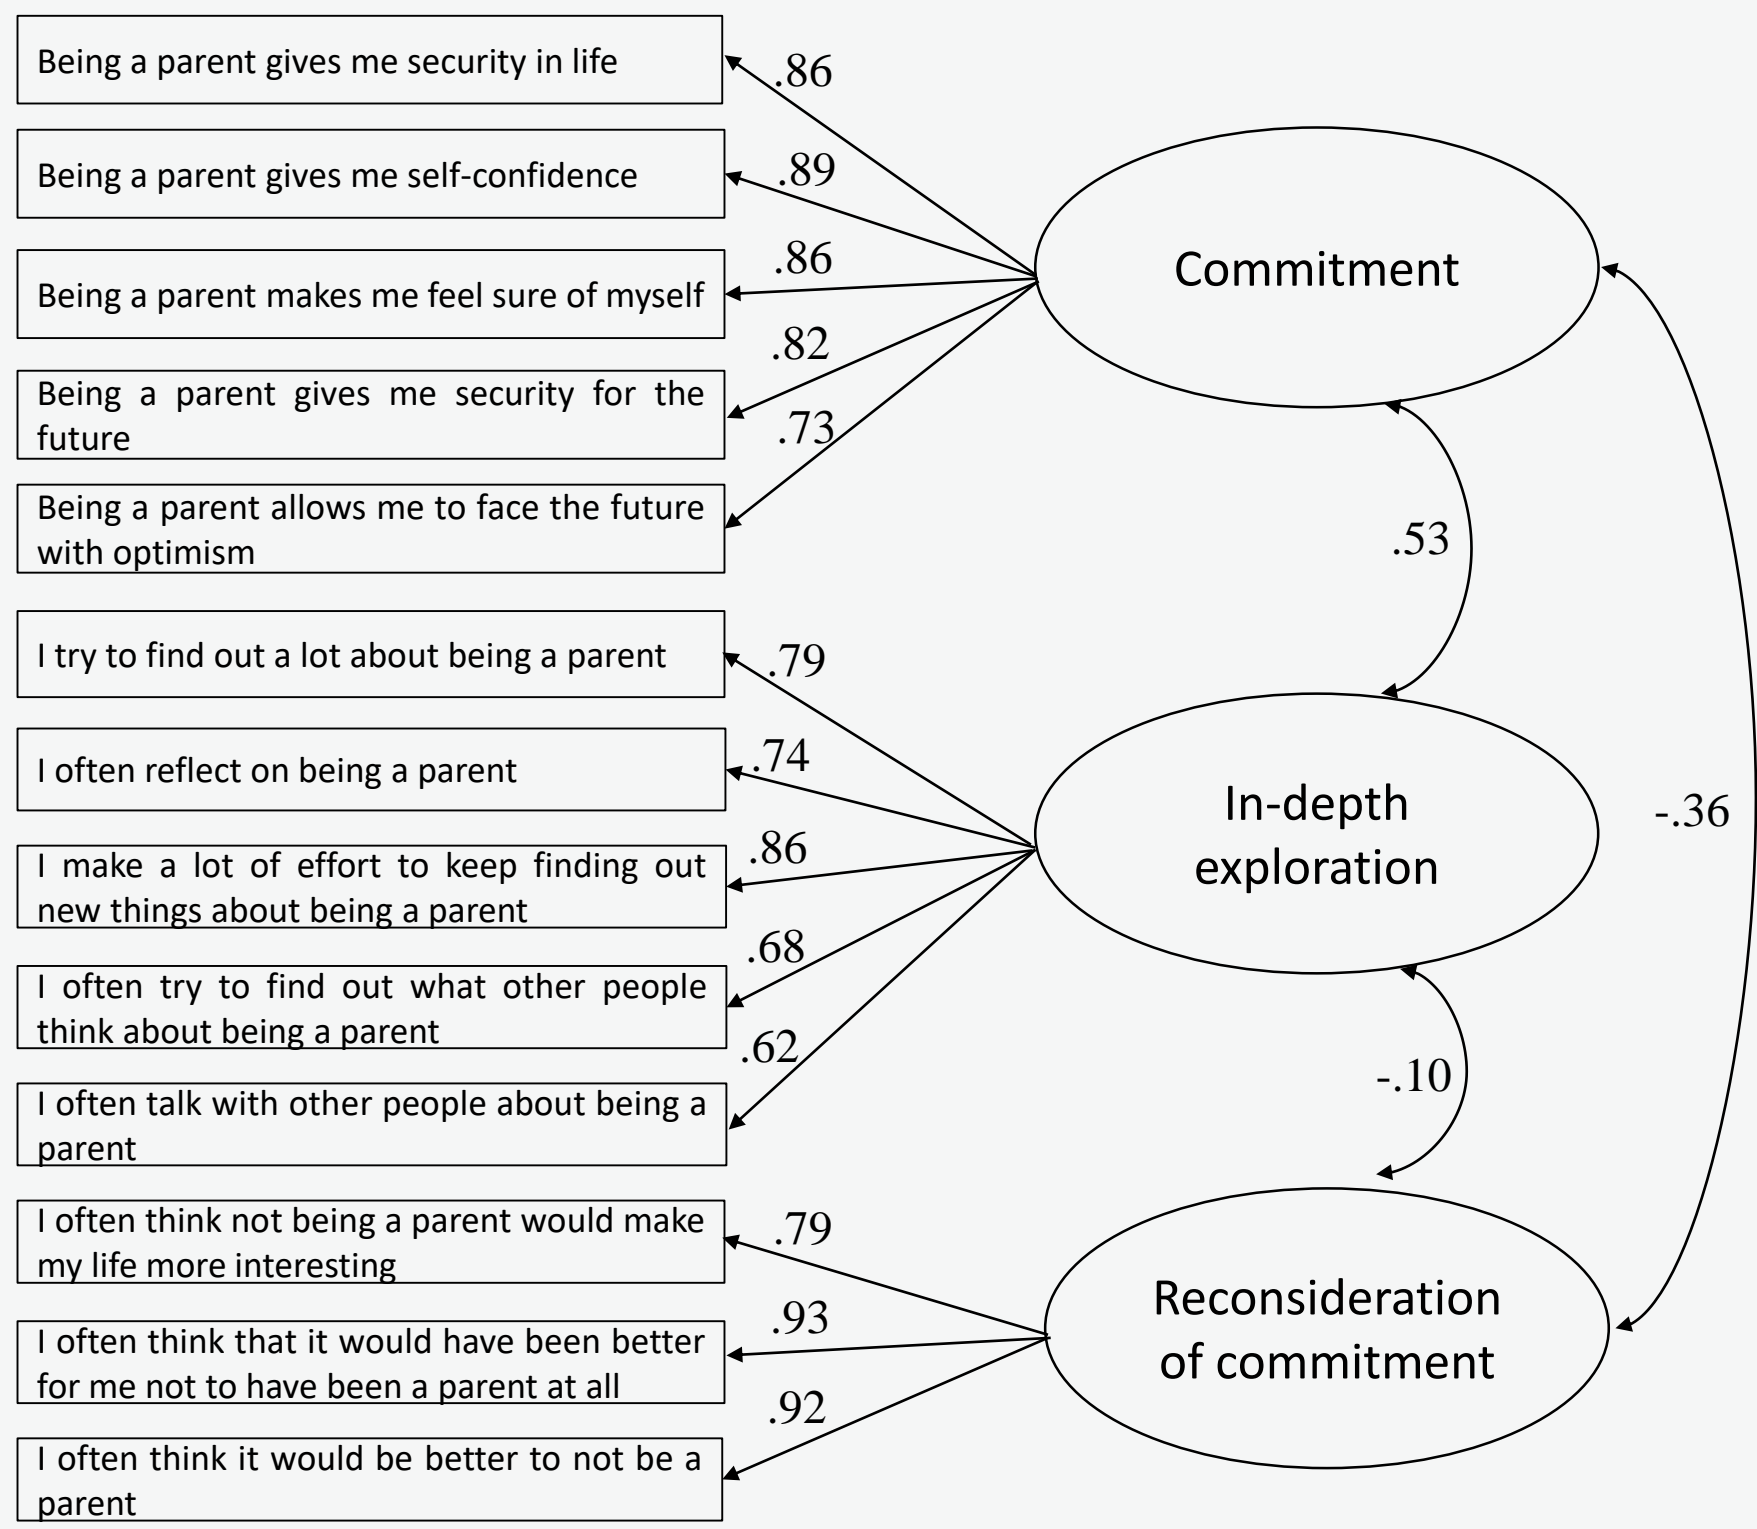 Being a parent gives me security in life
.86
Being a parent gives me self-confidence
.89
Being a parent makes me feel sure of myself
.86
Being a parent gives me security for the
future
.82
Being a parent allows me to face the future
with optimism
.73
Commitment
.53
I try to find out a lot about being a parent
.79
I often reflect on being a parent
.74
I make a lot of effort to keep finding out
new things about being a parent
.86
I often try to find out what other people
think about being a parent
.68
I often talk with other people about being a
parent
.62
In-depth
exploration
-.36
-.10
I often think not being a parent would make
my life more interesting
.79
I often think that it would have been better
for me not to have been a parent at all
.93
I often think it would be better to not be a
parent
.92
Reconsideration
of commitment